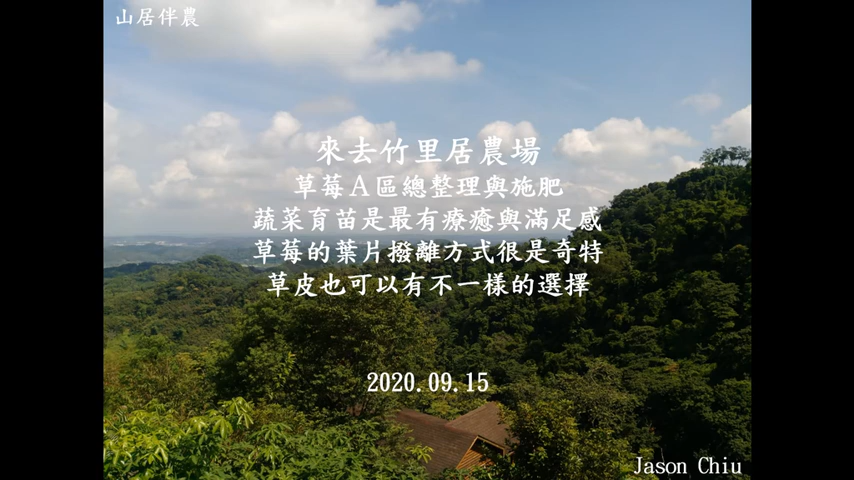 山居伴農
來去竹里居農場
草莓A區總整理與施肥
蔬菜育苗是最有療癒與滿足感
草莓的葉片撥離方式很是奇特
草皮也可以有不一樣的選擇
2020.09.15
Jason Chiu